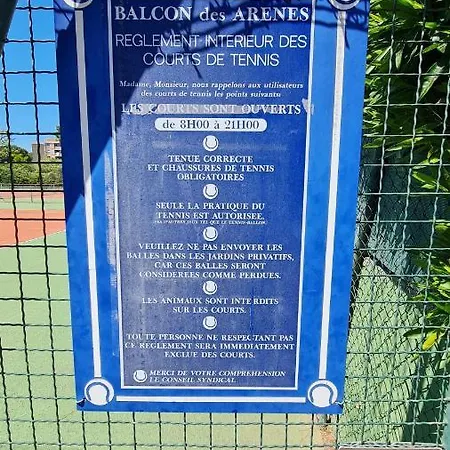 BALCON des ARENES
REGLEMENT INTERIEUR DES
COURTS DE TENNIS
Madame, Monsieur, nous rappelons aux utilisateurs
des courts de tennis les points suivants
LES COURTS SONT OUVERTS
de 8H00 à 21H00
TENUE CORRECTE
ET CHAUSSURES DE TENNIS
OBLIGATOIRES
SEULE LA PRATIQUE DU
TENNIS EST AUTORISEE.
VEUILLEZ NE PAS ENVOYER LES
BALLES DANS LES JARDINS PRIVATIFS,
CAR CES BALLES SERONT
CONSIDEREES COMME PERDUES.
LES ANIMAUX SONT INTERDITS
SUR LES COURTS.
TOUTE PERSONNE NE RESPECTANT PAS
CE REGLEMENT SERA IMMEDIATEMENT
EXCLUE DES COURTS.
MERCI DE VOTRE COMPREHENSION
LE CONSEIL SYNDICAL